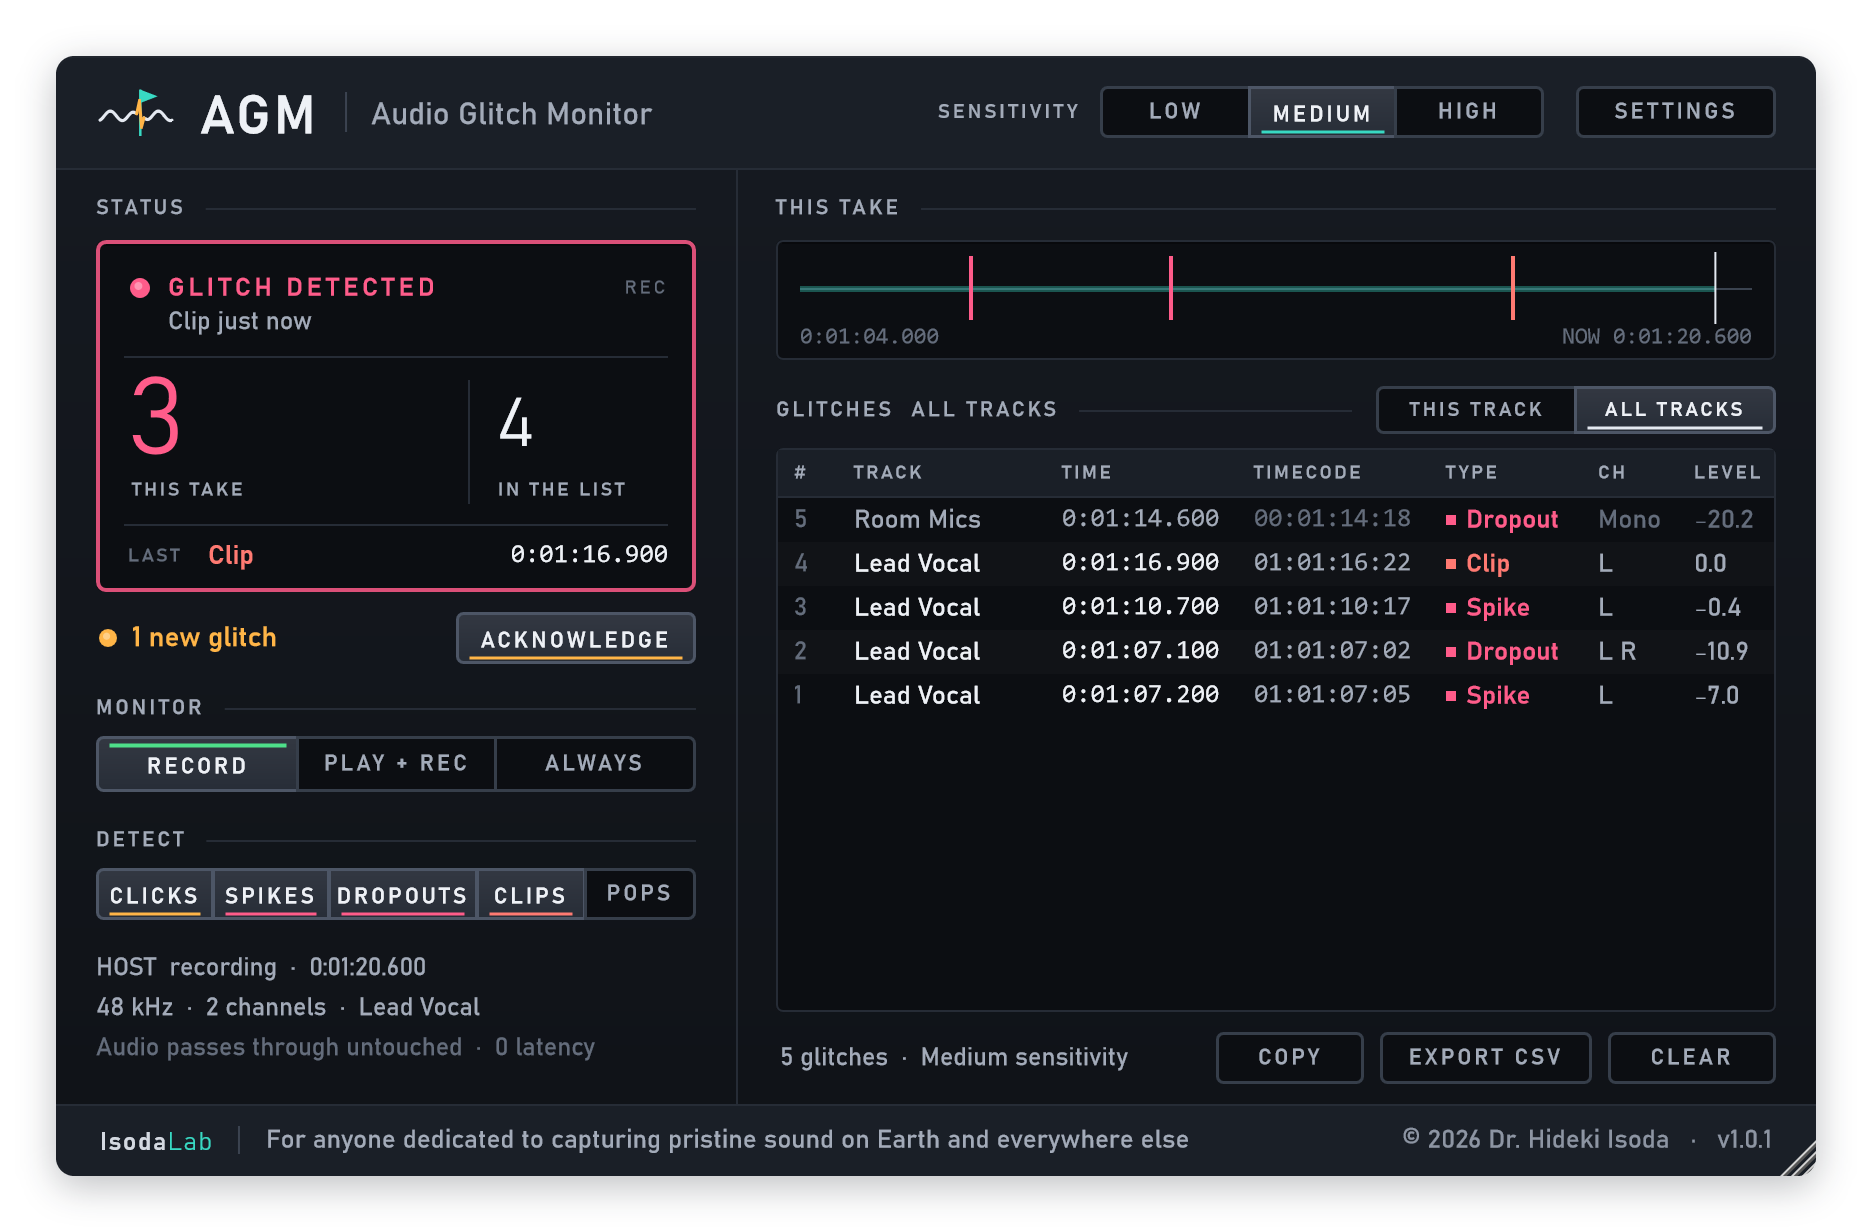 AGM Audio Glitch Monitor SENSITIVITY LOW MEDIUM HIGH SETTINGS
STATUS
GLITCH DETECTED REC
Clip just now
3 4
THIS TAKE IN THE LIST
LAST Clip 0:01:16.900
1 new glitch ACKNOWLEDGE
MONITOR
RECORD PLAY + REC ALWAYS
DETECT
CLICKS SPIKES DROPOUTS CLIPS POPS
HOST recording · 0:01:20.600
48 kHz · 2 channels · Lead Vocal
Audio passes through untouched · 0 latency
THIS TAKE
0:01:04.000 NOW 0:01:20.600
GLITCHES ALL TRACKS THIS TRACK ALL TRACKS
# TRACK TIME TIMECODE TYPE CH LEVEL
5 Room Mics 0:01:14.600 00:01:14:18 Dropout Mono −20.2
4 Lead Vocal 0:01:16.900 01:01:16:22 Clip L 0.0
3 Lead Vocal 0:01:10.700 01:01:10:17 Spike L −0.4
2 Lead Vocal 0:01:07.100 01:01:07:02 Dropout L R −10.9
1 Lead Vocal 0:01:07.200 01:01:07:05 Spike L −7.0
5 glitches · Medium sensitivity COPY EXPORT CSV CLEAR
IsodaLab For anyone dedicated to capturing pristine sound on Earth and everywhere else © 2026 Dr. Hideki Isoda · v1.0.1